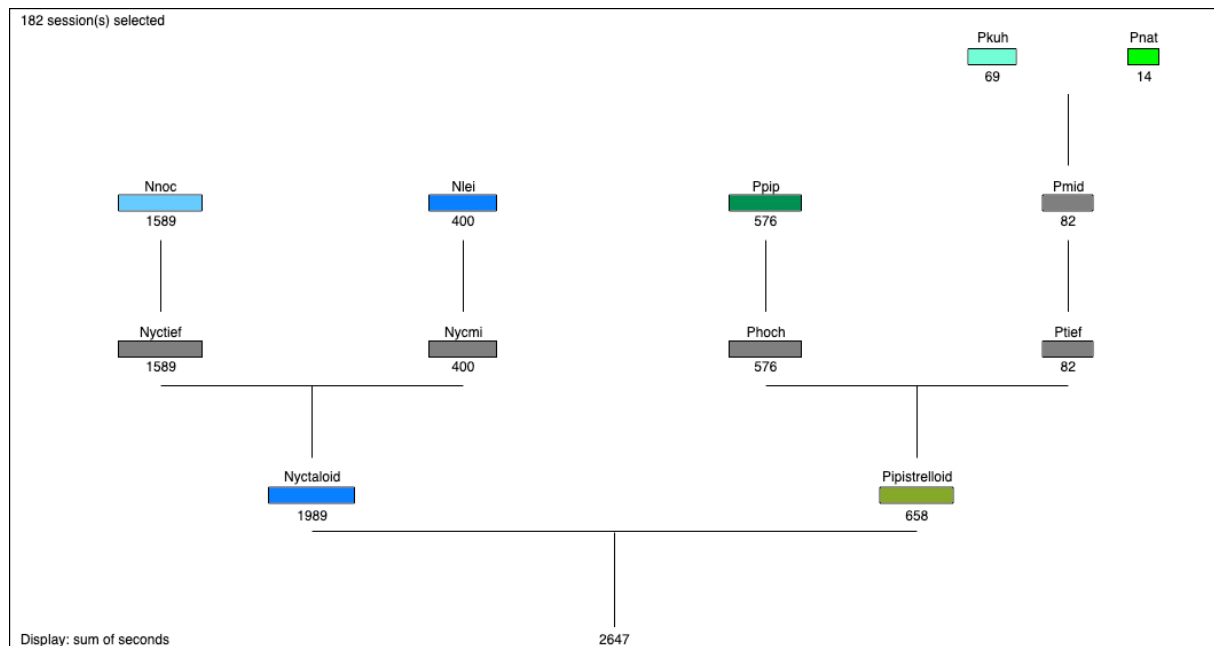 182 session(s) selected
Pkuh Pnat
69 14
Nnoc Nlei Ppip Pmid
1589 400 576 82
Nyctief Nycmi Phoch Ptief
1589 400 576 82
Nyctaloid Pipistrelloid
1989 658
Display: sum of seconds 2647